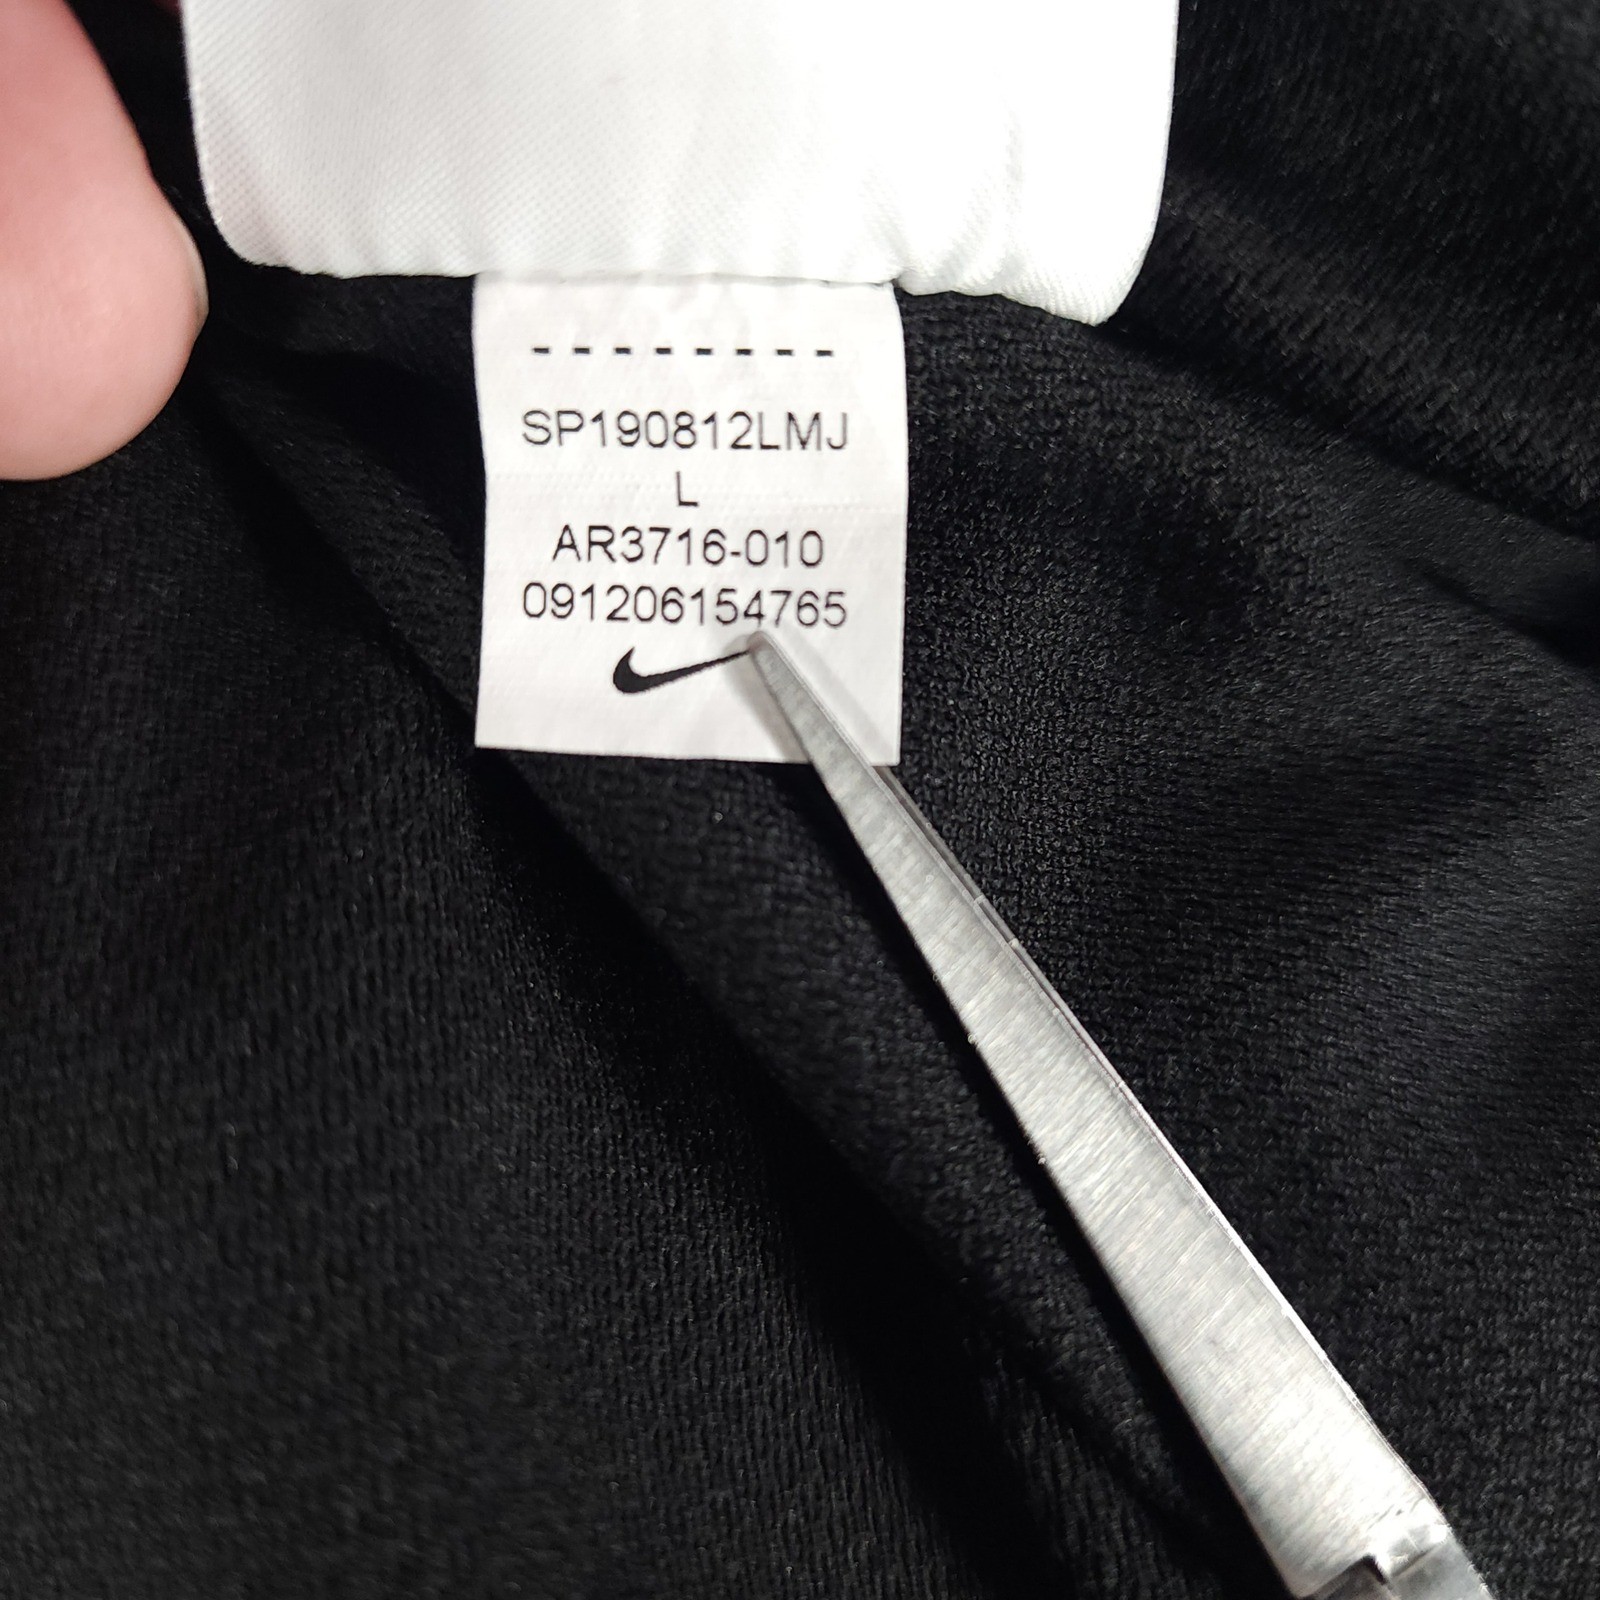 --------
SP190812LMJ
L
AR3716-010
091206154765